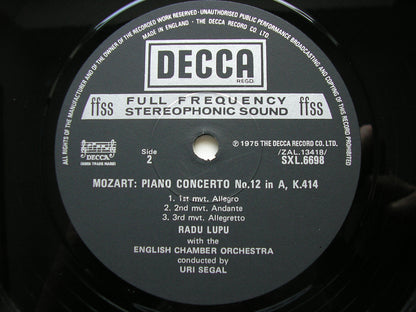 ALL RIGHTS OF THE MANUFACTURER AND OF THE OWNER OF THE RECORDED WORK RESERVED · UNAUTHORISED PUBLIC PERFORMANCE BROADCASTING AND COPYING OF THIS RECORD PROHIBITED
MADE IN ENGLAND · THE DECCA RECORD CO LTD
DECCA
REGD.
ffss FULL FREQUENCY ffss
STEREOPHONIC SOUND
DECCA
Side
2
℗ 1975 THE DECCA RECORD CO. LTD.
/ZAL.13418/
SXL.6698
MOZART: PIANO CONCERTO No.12 in A, K.414
1. 1st mvt. Allegro
2. 2nd mvt. Andante
3. 3rd mvt. Allegretto
RADU LUPU
with the
ENGLISH CHAMBER ORCHESTRA
conducted by
URI SEGAL